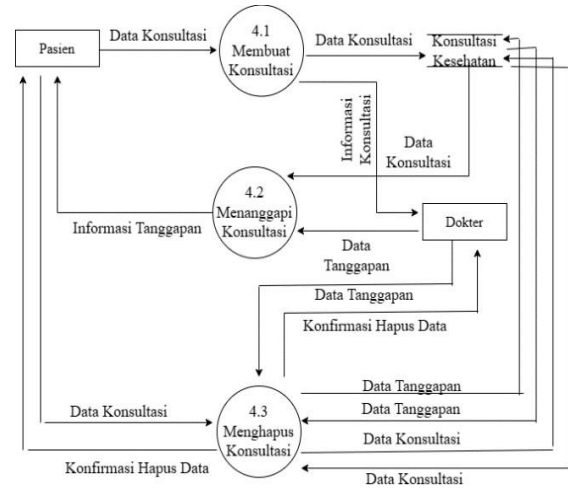 4.1
Membuat
Konsultasi
Pasien
Data Konsultasi
Data Konsultasi
Konsultasi
Kesehatan
Informasi
Konsultasi
Data
Konsultasi
4.2
Menanggapi
Konsultasi
Informasi Tanggapan
Dokter
Data
Tanggapan
Data Tanggapan
Konfirmasi Hapus Data
4.3
Menghapus
Konsultasi
Data Konsultasi
Konfirmasi Hapus Data
Data Tanggapan
Data Tanggapan
Data Konsultasi
Data Konsultasi